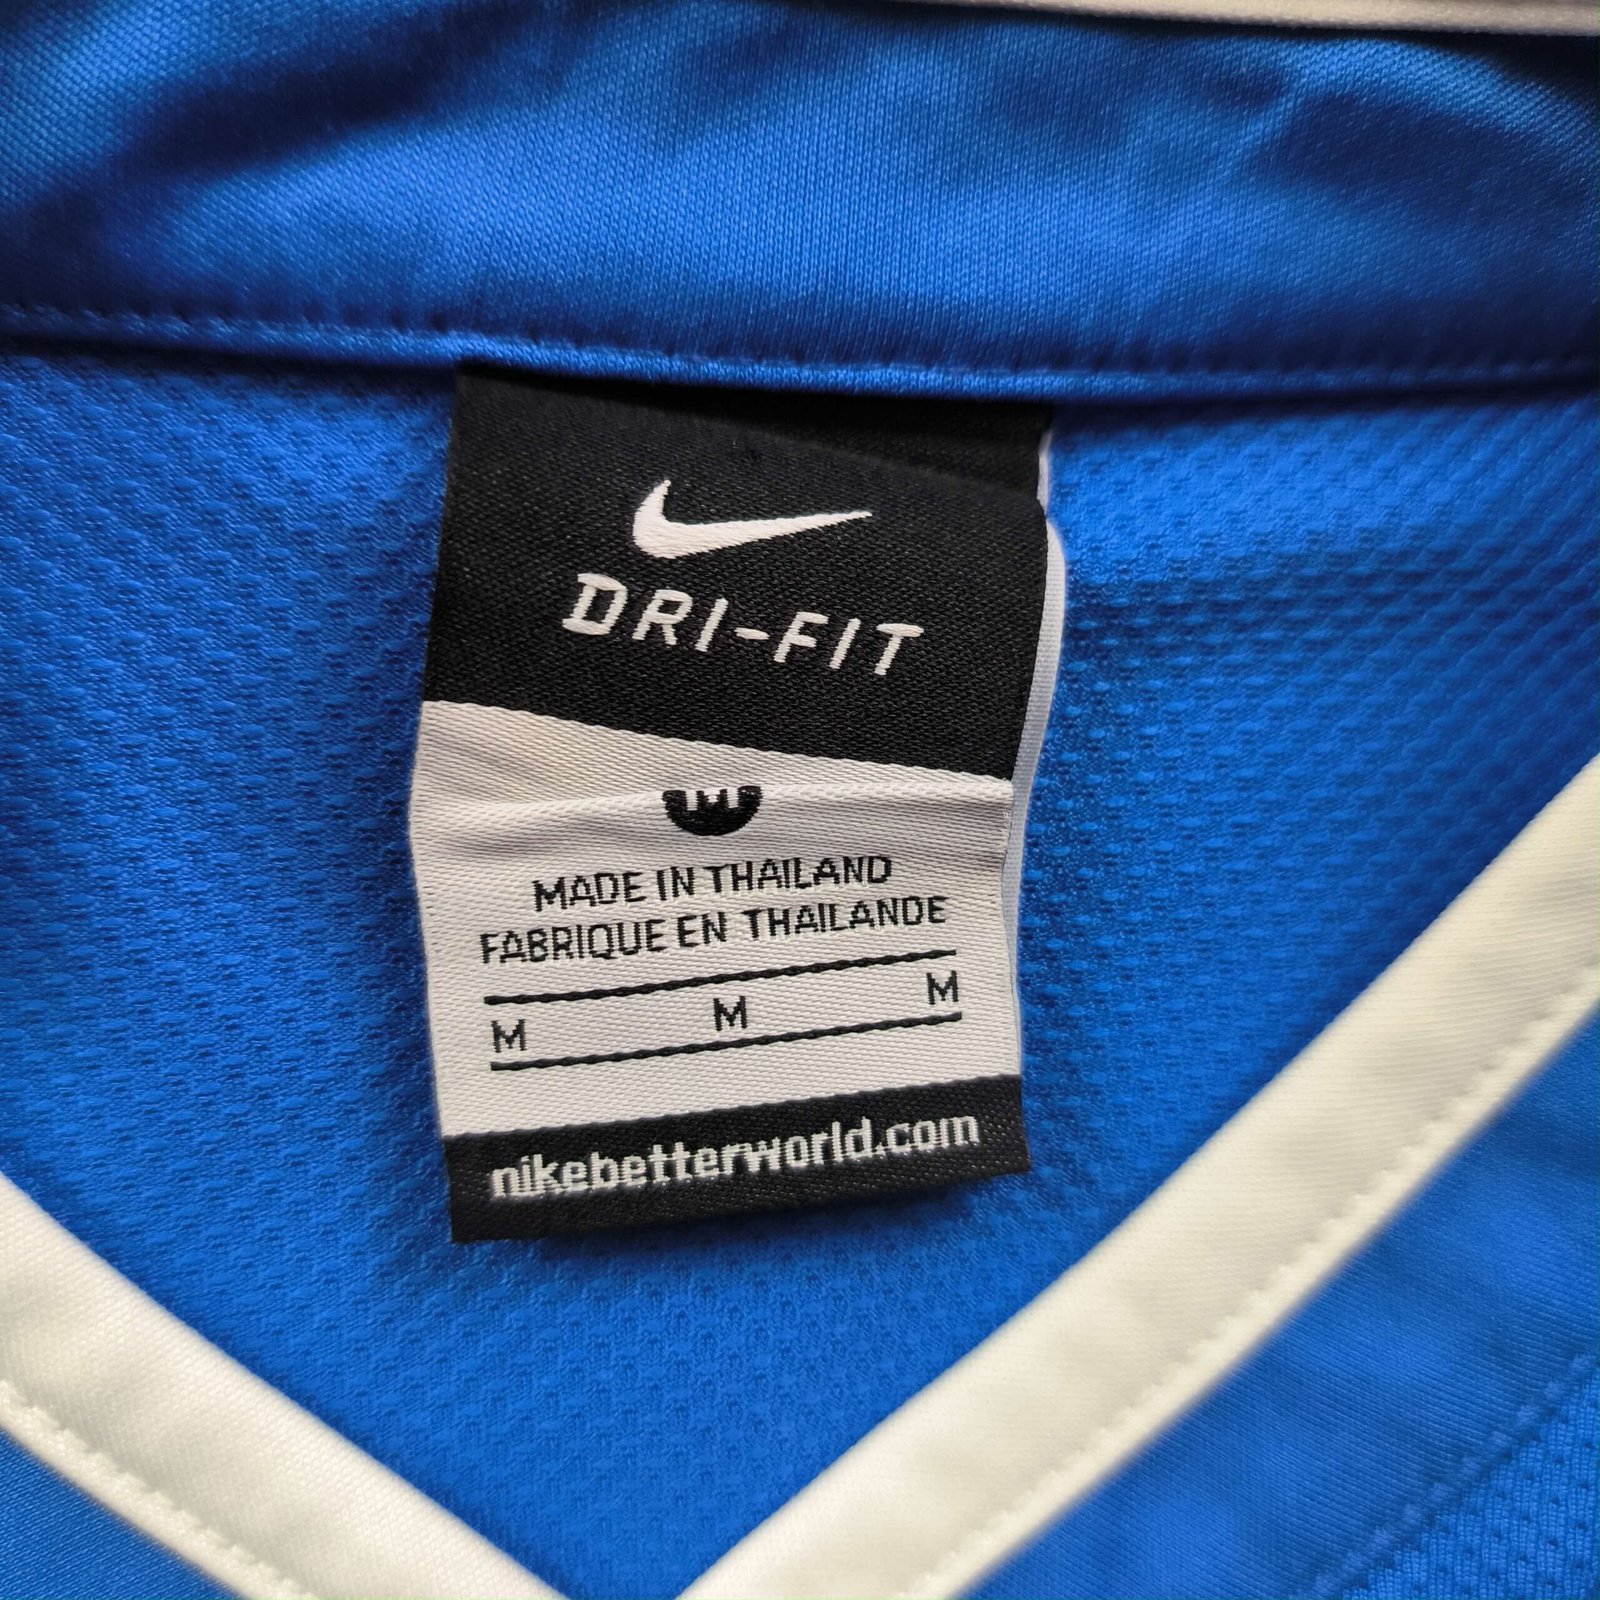 DRI-FIT
MADE IN THAILAND
FABRIQUE EN THAILANDE
M M M
nikebetterworld.com